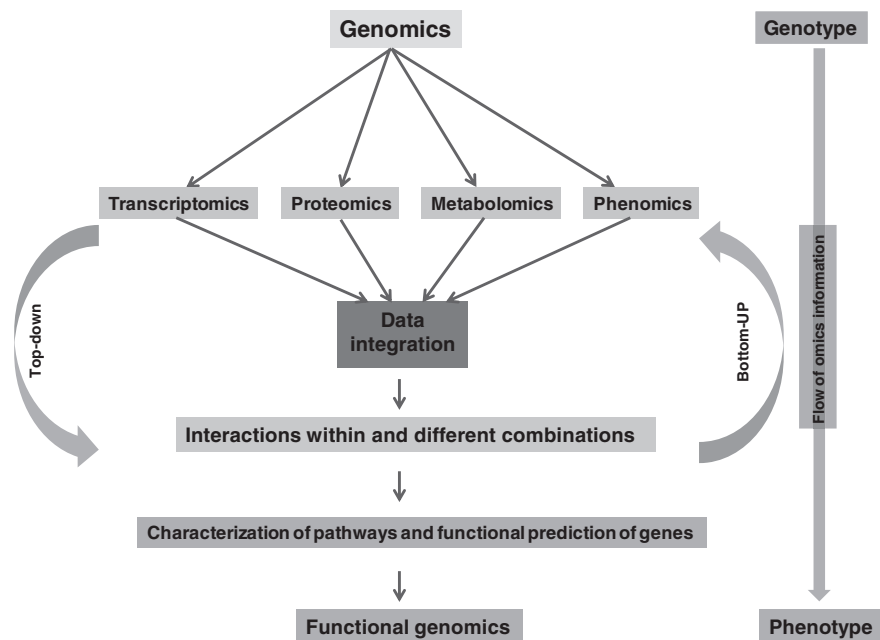 Genomics
Genotype
Transcriptomics
Proteomics
Metabolomics
Phenomics
Top-down
Data
integration
Bottom-UP
Flow of omics information
Interactions within and different combinations
Characterization of pathways and functional prediction of genes
Functional genomics
Phenotype